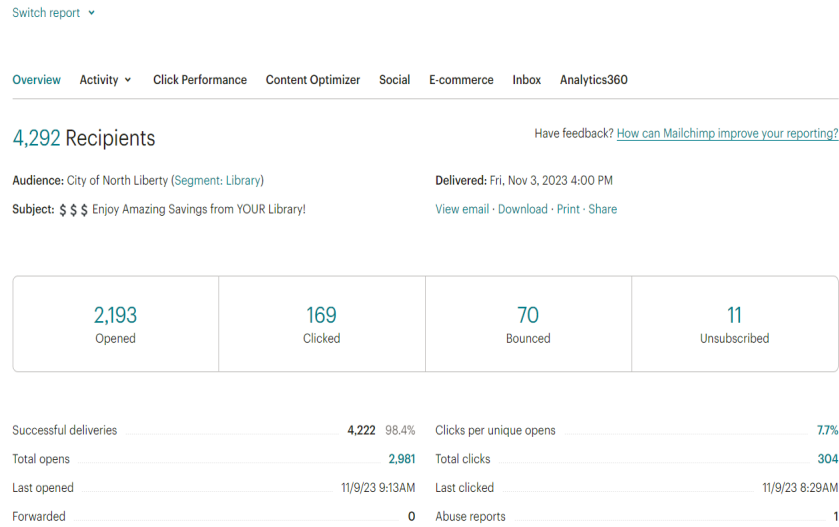 Switch report
Overview Activity Click Performance Content Optimizer Social E-commerce Inbox Analytics360
4,292 Recipients
Have feedback? How can Mailchimp improve your reporting?
Audience: City of North Liberty (Segment: Library)
Delivered: Fri, Nov 3, 2023 4:00 PM
Subject: $ $ $ Enjoy Amazing Savings from YOUR Library!
View email · Download · Print · Share
2,193 169 70 11
Opened Clicked Bounced Unsubscribed
Successful deliveries 4,222 98.4%
Clicks per unique opens 7.7%
Total opens 2,981
Total clicks 304
Last opened 11/9/23 9:13AM
Last clicked 11/9/23 8:29AM
Forwarded 0
Abuse reports 1